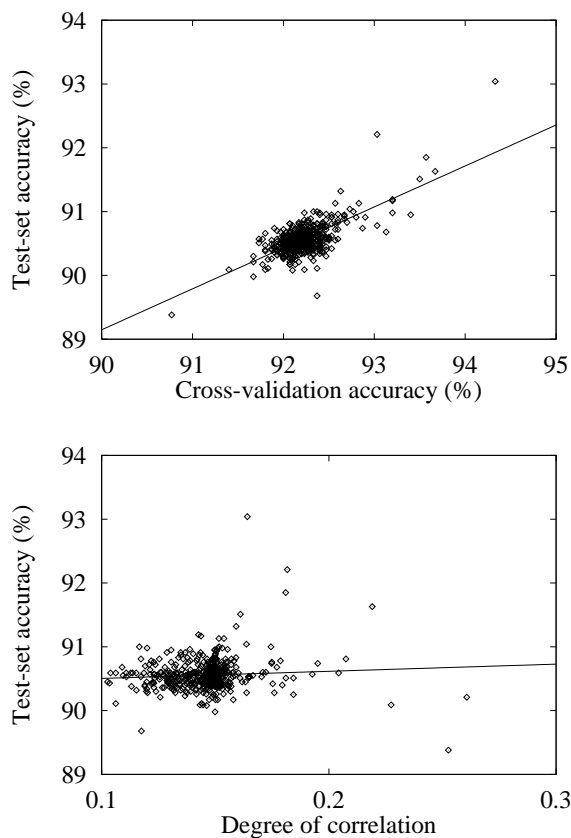 94
93
92
91
90
89
90 91 92 93 94 95
Test-set accuracy (%)
Cross-validation accuracy (%)
94
93
92
91
90
89
0.1 0.2 0.3
Test-set accuracy (%)
Degree of correlation